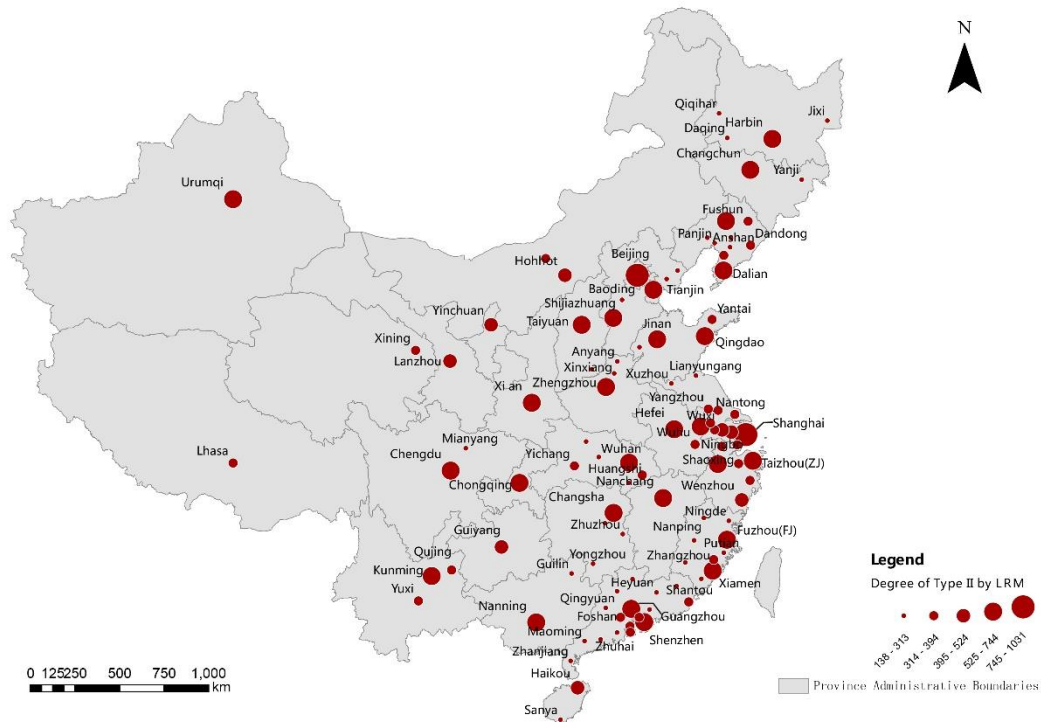 N
Qiqihar
Jixi
Harbin
Daqing
Changchun
Yanji
Urumqi
Fushun
Panjin
Anshan
Dandong
Beijing
Hohhot
Dalian
Baoding
Tianjin
Shijiazhuang
Yinchuan
Taiyuan
Yantai
Jinan
Xining
Qingdao
Lanzhou
Anyang
Xinxiang
Lianyungang
Xuzhou
Zhengzhou
Xi an
Yangzhou
Nantong
Hefei
Wuxi
Shanghai
Wuhu
Mianyang
Ningbo
Lhasa
Chengdu
Yichang
Wuhan
Shaoxing
Taizhou(ZJ)
Huangshi
Chongqing
Nanchang
Wenzhou
Changsha
Ningde
Zhuzhou
Guiyang
Nanping
Fuzhou(FJ)
Putian
Qujing
Yongzhou
Zhangzhou
Kunming
Guilin
Heyuan
Xiamen
Yuxi
Qingyuan
Shantou
Nanning
Foshan
Guangzhou
Maoming
Zhuhai
Shenzhen
Zhanjiang
Haikou
Sanya
Legend
Degree of Type II by LRM
138 - 313
314 - 394
395 - 524
525 - 744
745 - 1031
Province Administrative Boundaries
0 125250 500 750 1,000
km